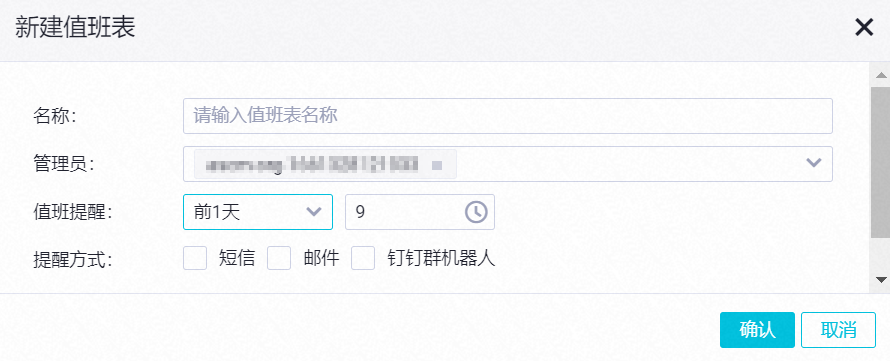 新建值班表
名称：
请输入值班表名称
管理员：
值班提醒：
前1天
9
提醒方式：
短信
邮件
钉钉群机器人
确认
取消